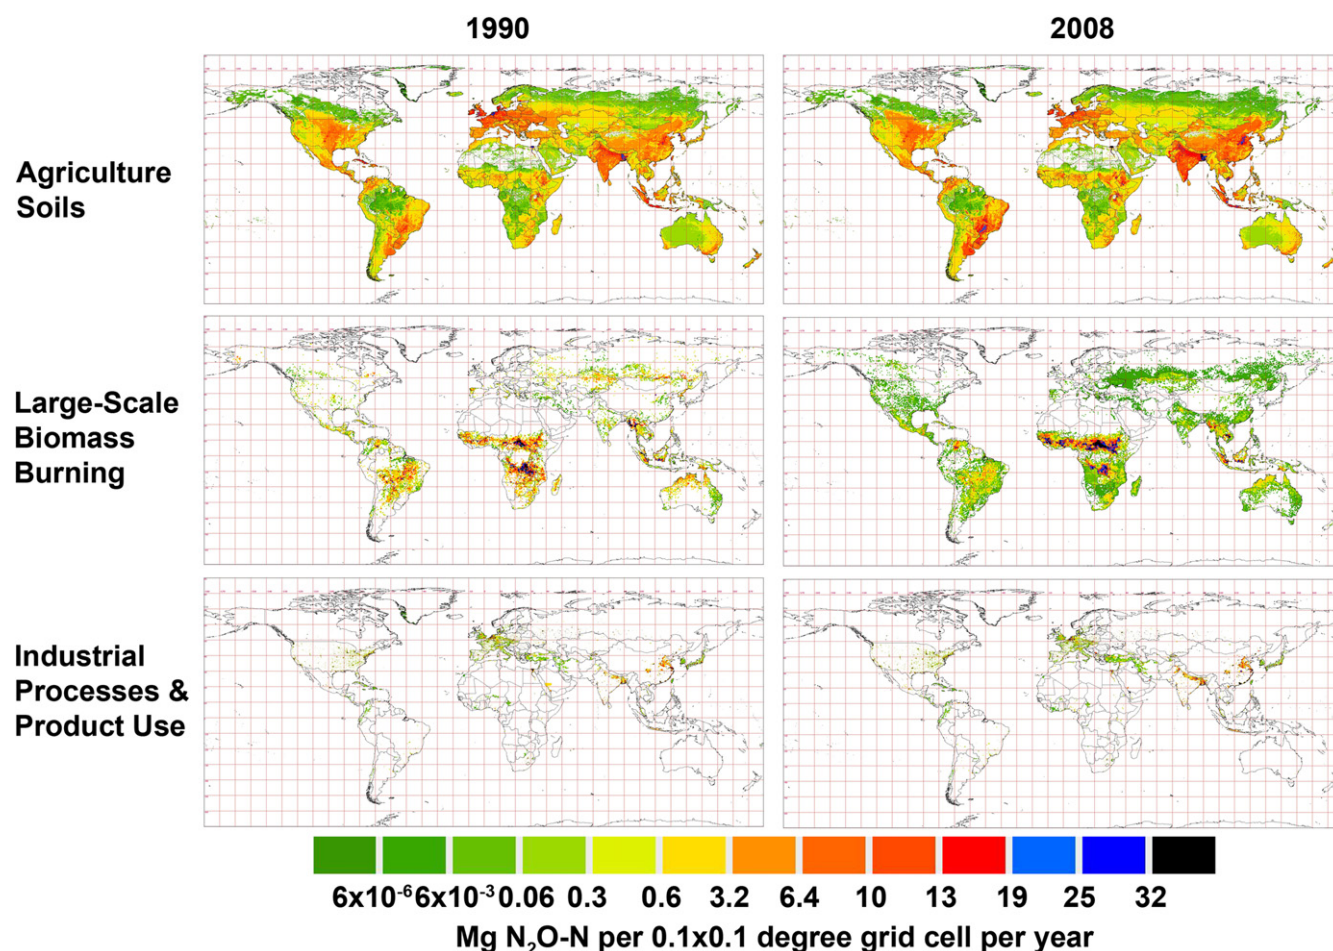 1990
2008
Agriculture
Soils
Large-Scale
Biomass
Burning
Industrial
Processes &
Product Use
6x10⁻⁶ 6x10⁻³ 0.06 0.3 0.6 3.2 6.4 10 13 19 25 32
Mg N₂O-N per 0.1x0.1 degree grid cell per year